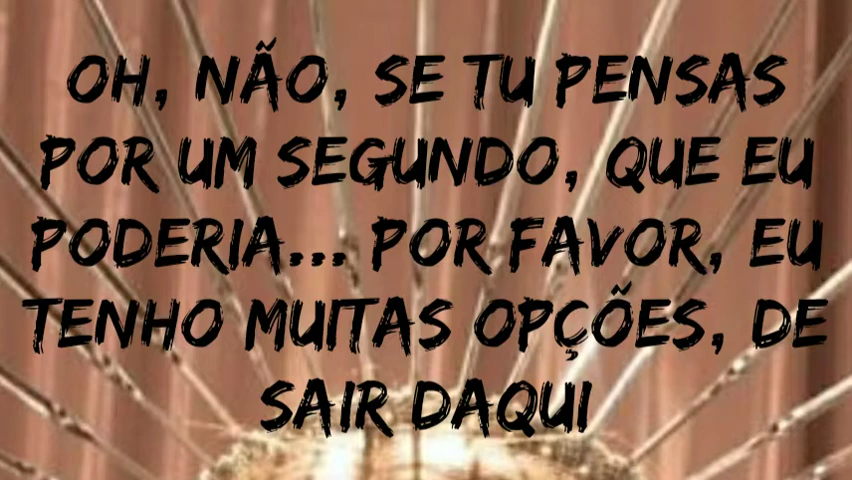 OH, NÃO, SE TU PENSAS
POR UM SEGUNDO, QUE EU
PODERIA... POR FAVOR, EU
TENHO MUITAS OPÇÕES, DE
SAIR DAQUI